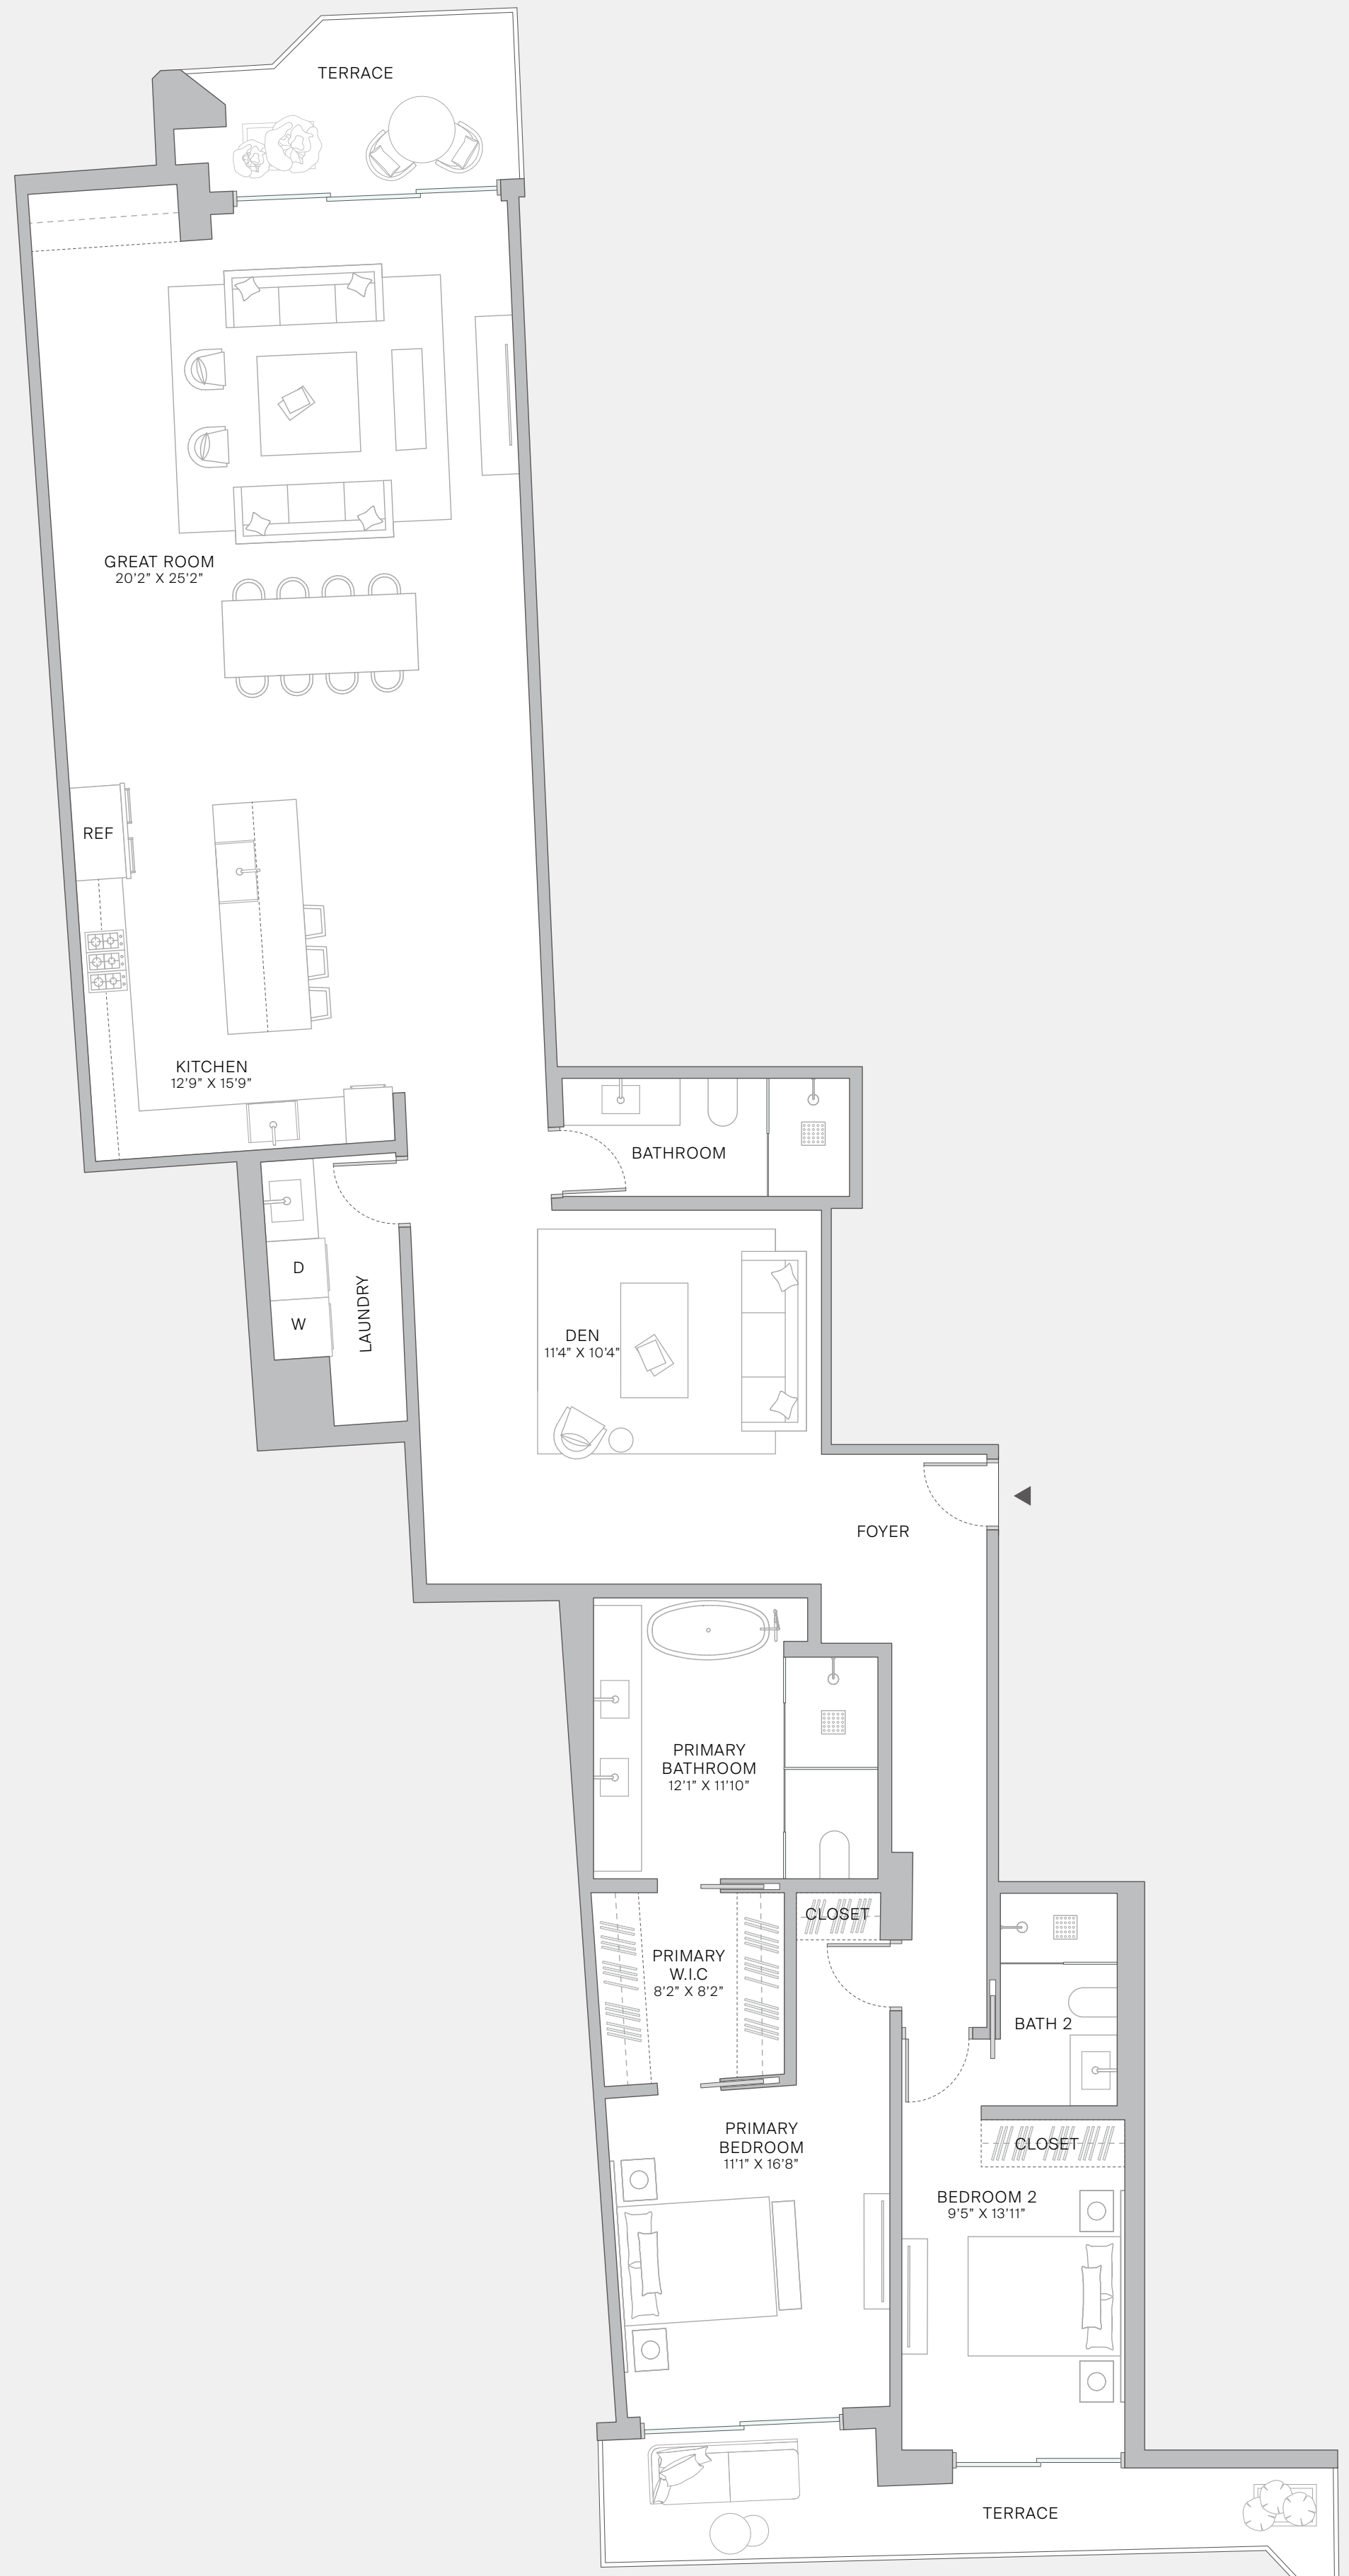 TERRACE
GREAT ROOM
20'2" X 25'2"
REF
KITCHEN
12'9" X 15'9"
BATHROOM
D
W
LAUNDRY
DEN
11'4" X 10'4"
FOYER
PRIMARY
BATHROOM
12'1" X 11'10"
CLOSET
PRIMARY
W.I.C
8'2" X 8'2"
BATH 2
PRIMARY
BEDROOM
11'1" X 16'8"
CLOSET
BEDROOM 2
9'5" X 13'11"
TERRACE